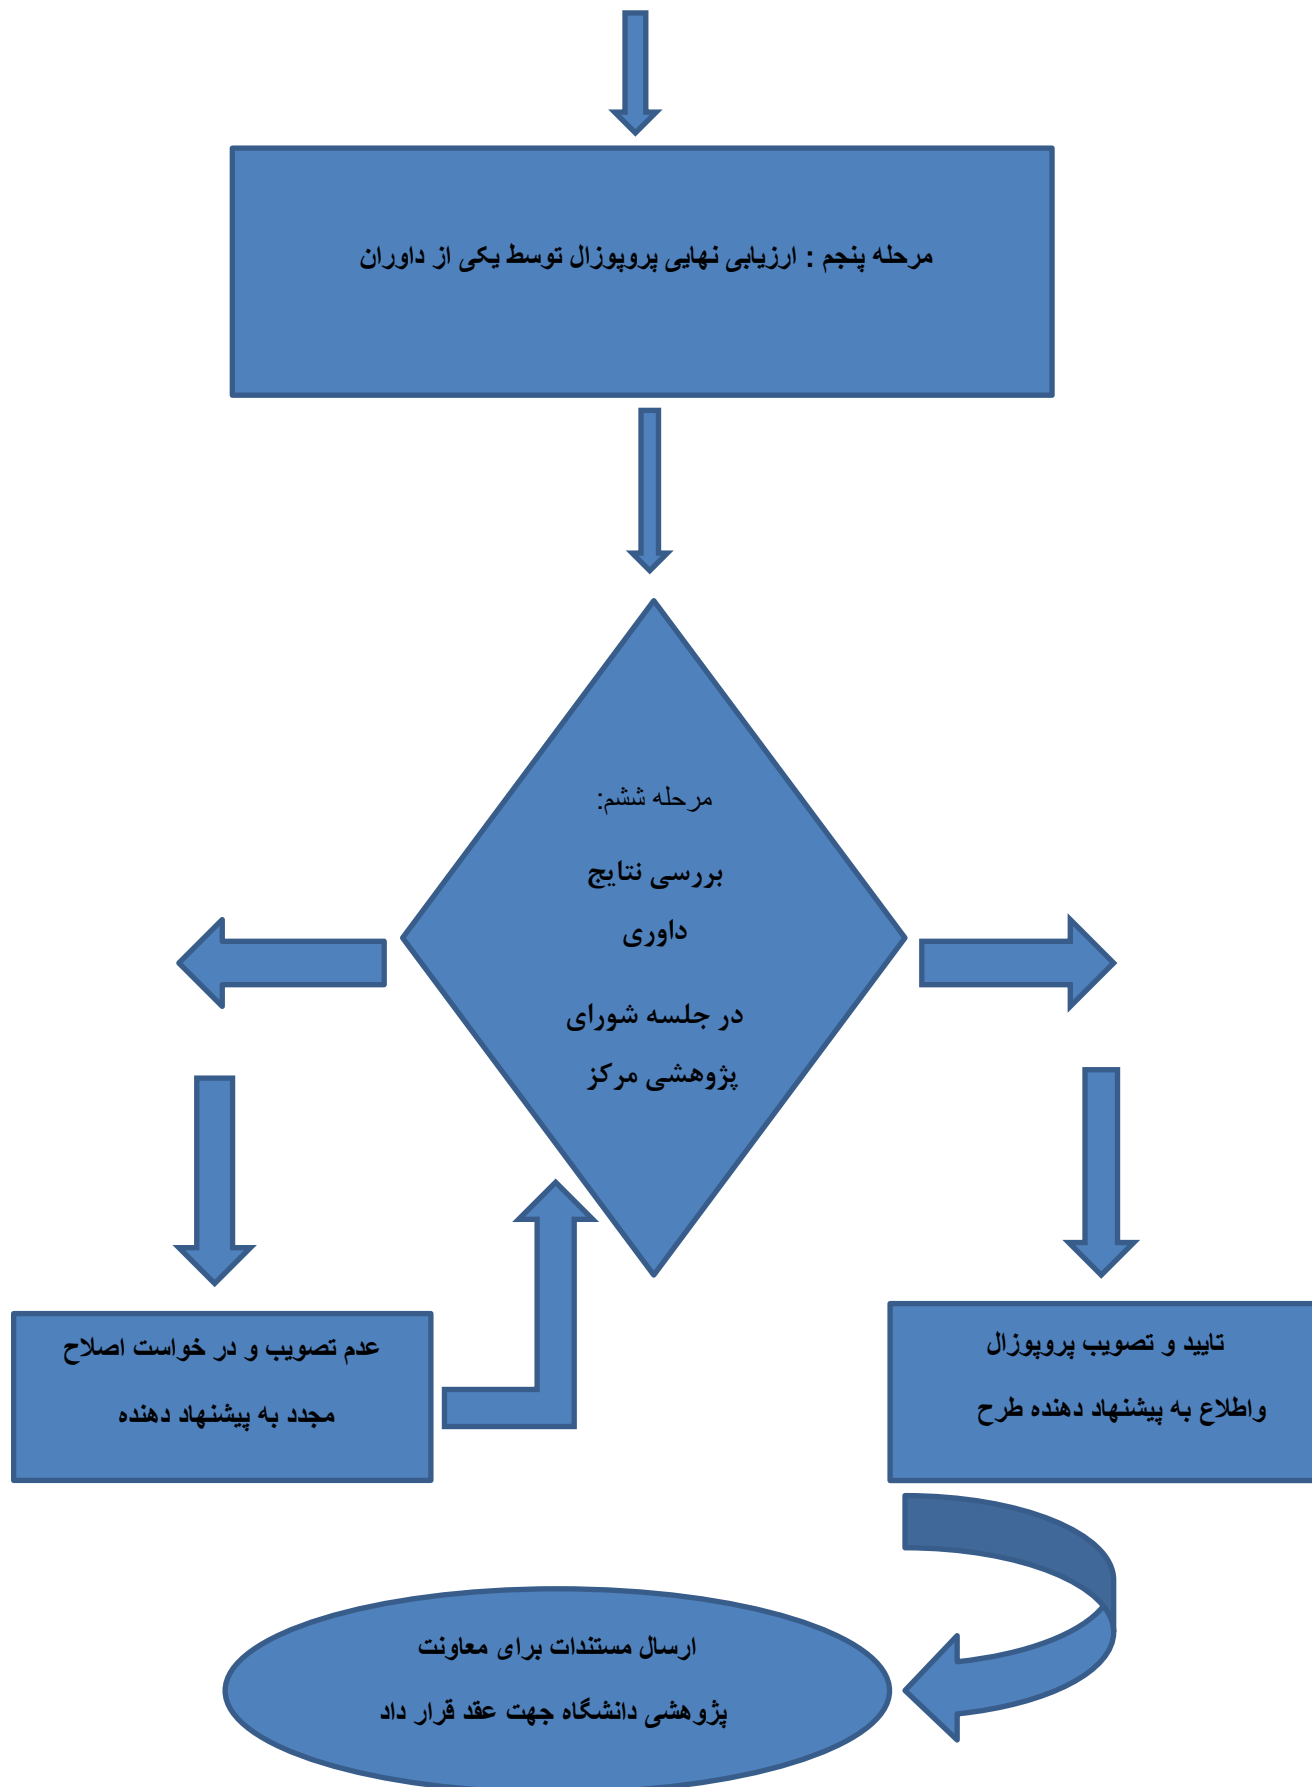 مرحله پنجم : ارزیابی نهایی پروپوزال توسط یکی از داوران
مرحله ششم:
بررسی نتایج
داوری
در جلسه شورای
پژوهشی مرکز
تایید و تصویب پروپوزال
واطلاع به پیشنهاد دهنده طرح
عدم تصویب و در خواست اصلاح
مجدد به پیشنهاد دهنده
ارسال مستندات برای معاونت
پژوهشی دانشگاه جهت عقد قرار داد